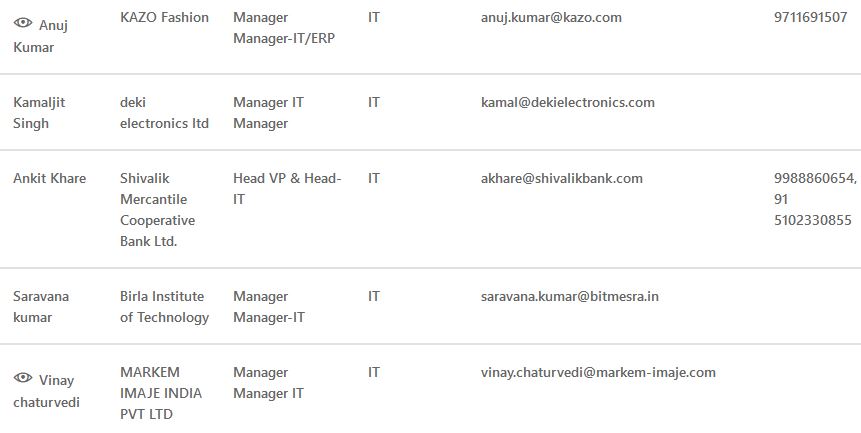 Anuj Kumar KAZO Fashion Manager Manager-IT/ERP IT anuj.kumar@kazo.com 9711691507
Kamaljit Singh deki electronics ltd Manager IT Manager IT kamal@dekielectronics.com
Ankit Khare Shivalik Mercantile Cooperative Bank Ltd. Head VP & Head-IT IT akhare@shivalikbank.com 9988860654, 91 5102330855
Saravana kumar Birla Institute of Technology Manager Manager-IT IT saravana.kumar@bitmesra.in
Vinay chaturvedi MARKEM IMAJE INDIA PVT LTD Manager Manager IT IT vinay.chaturvedi@markem-imaje.com